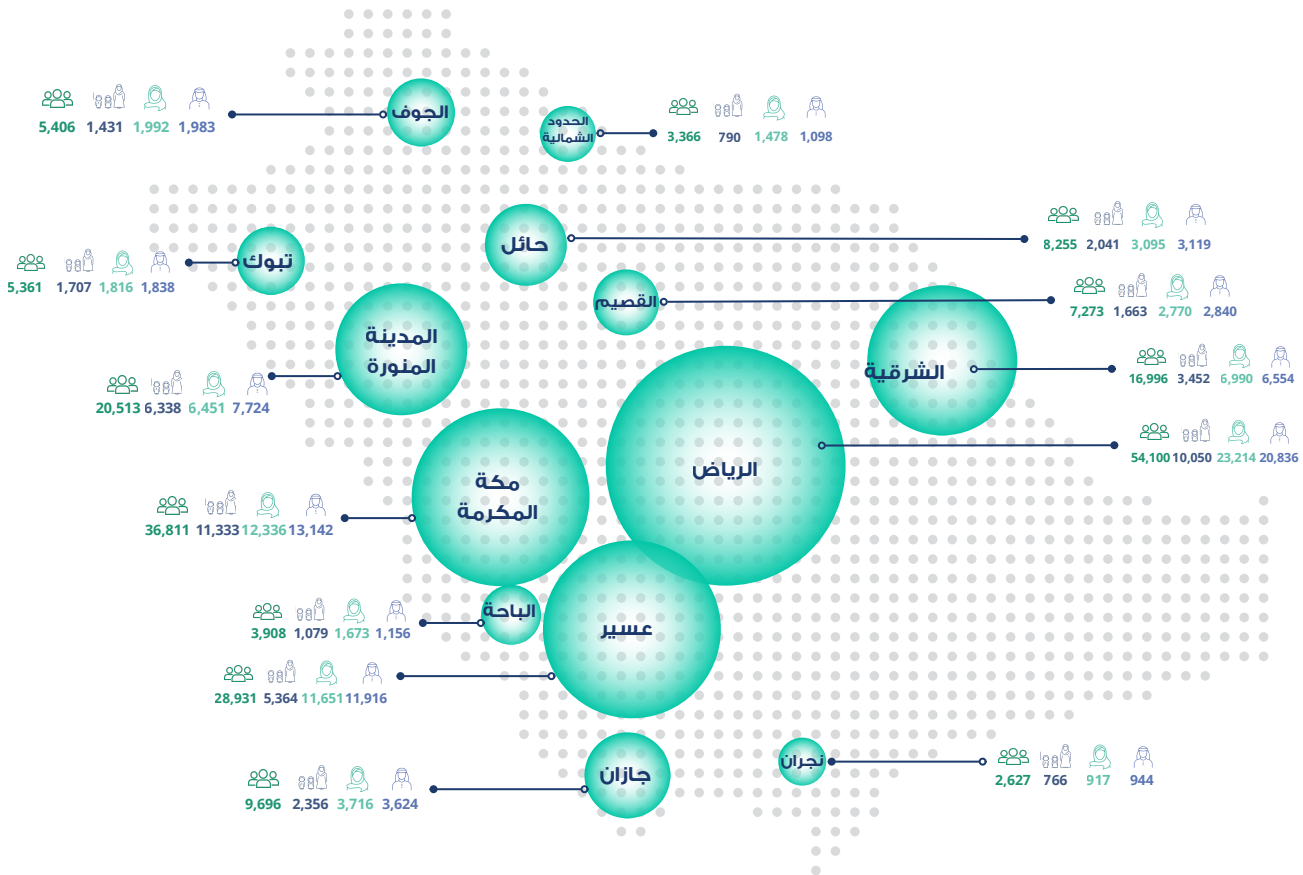 الجوف
5,406 1,431 1,992 1,983
الحدود
الشمالية
3,366 790 1,478 1,098
حائل
8,255 2,041 3,095 3,119
تبوك
5,361 1,707 1,816 1,838
القصيم
7,273 1,663 2,770 2,840
المدينة
المنورة
20,513 6,338 6,451 7,724
الشرقية
16,996 3,452 6,990 6,554
الرياض
54,100 10,050 23,214 20,836
مكة
المكرمة
36,811 11,333 12,336 13,142
الباحة
3,908 1,079 1,673 1,156
عسير
28,931 5,364 11,651 11,916
جازان
9,696 2,356 3,716 3,624
نجران
2,627 766 917 944